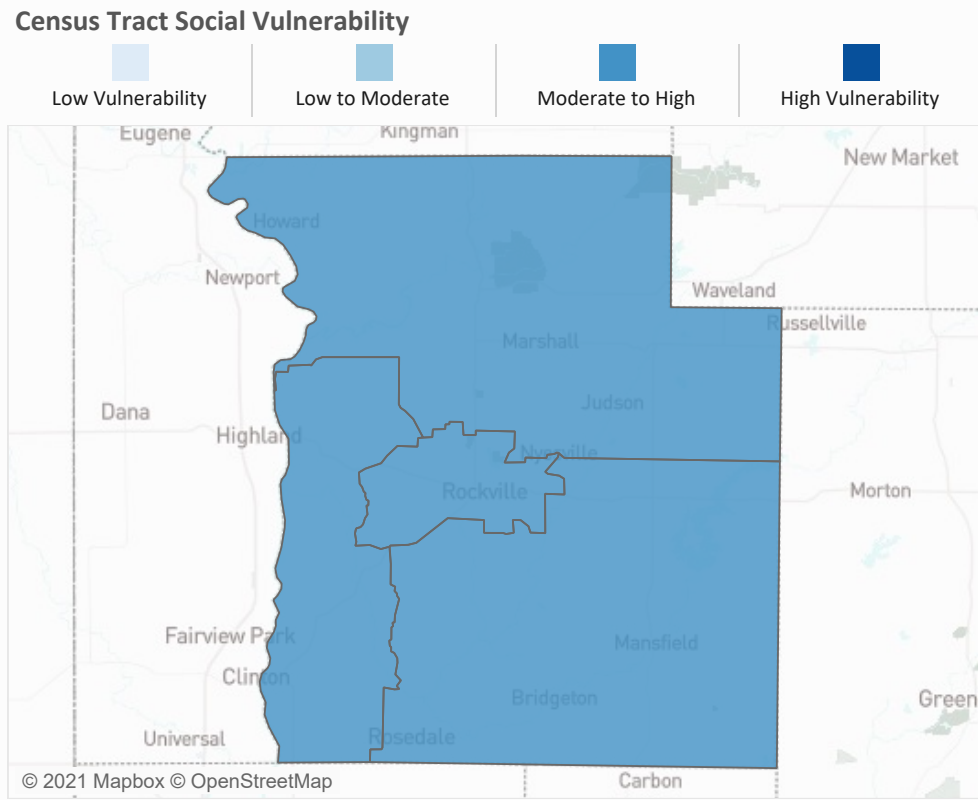 Census Tract Social Vulnerability
Low Vulnerability
Low to Moderate
Moderate to High
High Vulnerability
Eugene
Kingman
New Market
Howard
Newport
Waveland
Russellville
Marshall
Judson
Dana
Highland
Nyesville
Rockville
Morton
Fairview Park
Mansfield
Clinton
Bridgeton
Green
Universal
Rosedale
© 2021 Mapbox © OpenStreetMap
Carbon